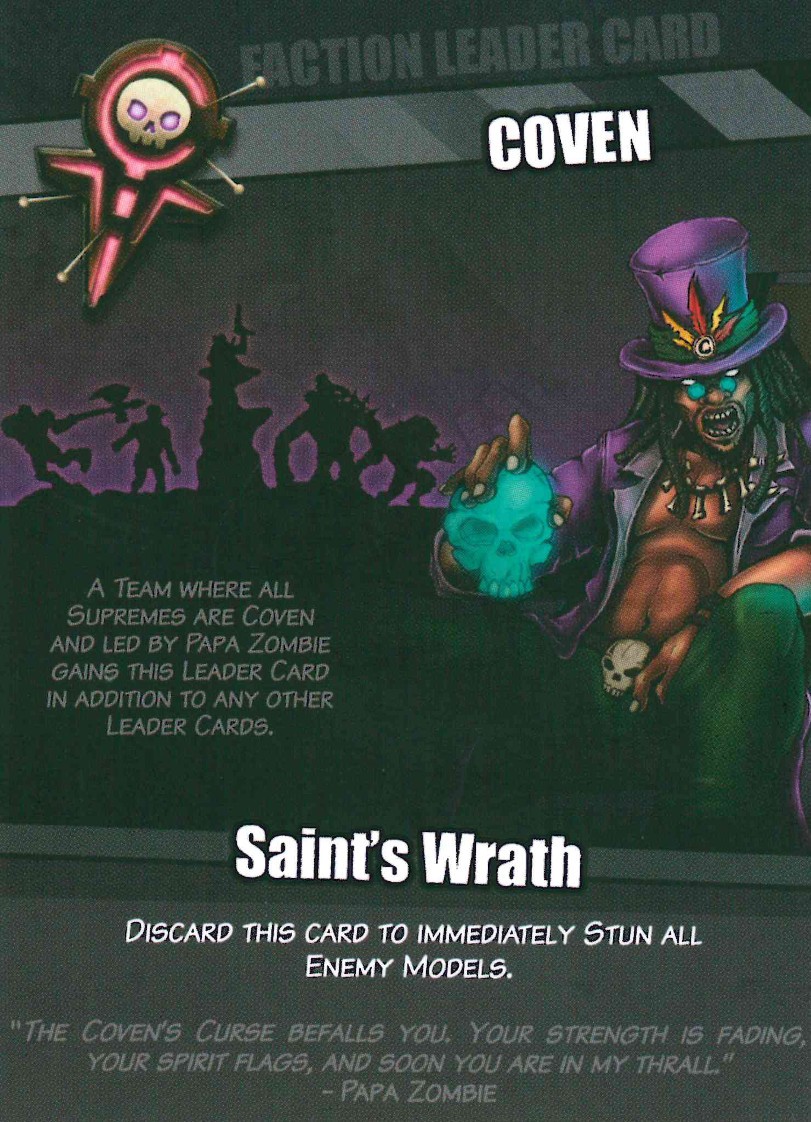 FACTION LEADER CARD
COVEN
A TEAM WHERE ALL
SUPREMES ARE COVEN
AND LED BY PAPA ZOMBIE
GAINS THIS LEADER CARD
IN ADDITION TO ANY OTHER
LEADER CARDS.
Saint's Wrath
DISCARD THIS CARD TO IMMEDIATELY STUN ALL
ENEMY MODELS.
"THE COVEN'S CURSE BEFALLS YOU. YOUR STRENGTH IS FADING,
YOUR SPIRIT FLAGS, AND SOON YOU ARE IN MY THRALL."
- PAPA ZOMBIE